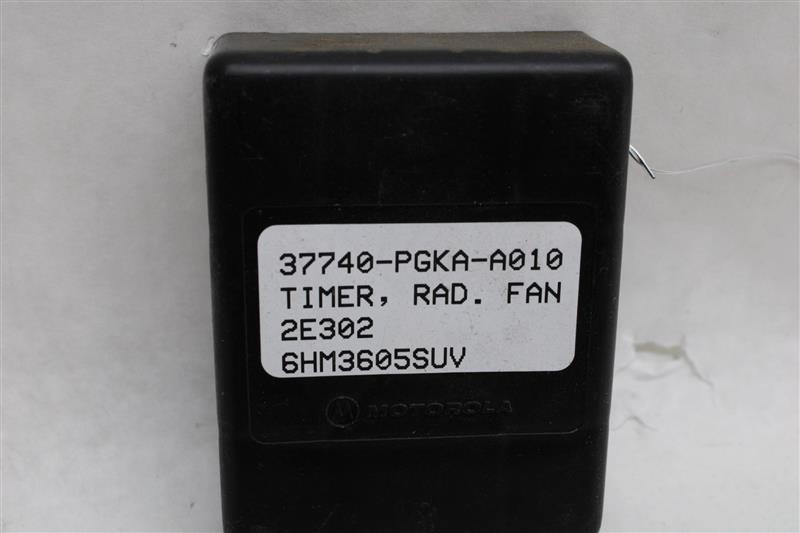 37740-PGKA-A010
TIMER, RAD. FAN
2E302
6HM3605SUV
MOTOROLA